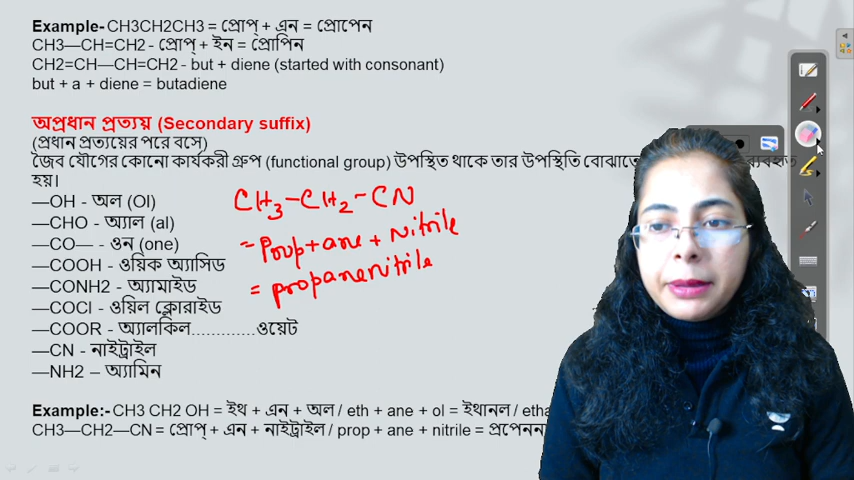 Example- CH3CH2CH3 = প্রোপ্ + এন = প্রোপেন
CH3—CH=CH2 - প্রোপ্ + ইন = প্রোপিন
CH2=CH—CH=CH2 - but + diene (started with consonant)
but + a + diene = butadiene
অপ্রধান প্রত্যয় (Secondary suffix)
(প্রধান প্রত্যয়ের পরে বসে)
জৈব যৌগের কোনো কার্যকরী গ্রুপ (functional group) উপস্থিত থাকে তার উপস্থিতি বোঝাতে
হয়।
—OH - অল (Ol)
—CHO - অ্যাল (al)
—CO— - ওন্ (one)
—COOH - ওয়িক অ্যাসিড
—CONH2 - অ্যামাইড
—COCl - ওয়িল ক্লোরাইড
—COOR - অ্যালকিল.............ওয়েট
—CN - নাইট্রাইল
—NH2 – অ্যামিন
CH3-CH2-CN
=Prop+ane+nitrile
= propanenitrile
Example:- CH3 CH2 OH = ইথ + এন + অল / eth + ane + ol = ইথানল / etha
CH3—CH2—CN = প্রোপ্ + এন + নাইট্রাইল / prop + ane + nitrile = প্রপেনন